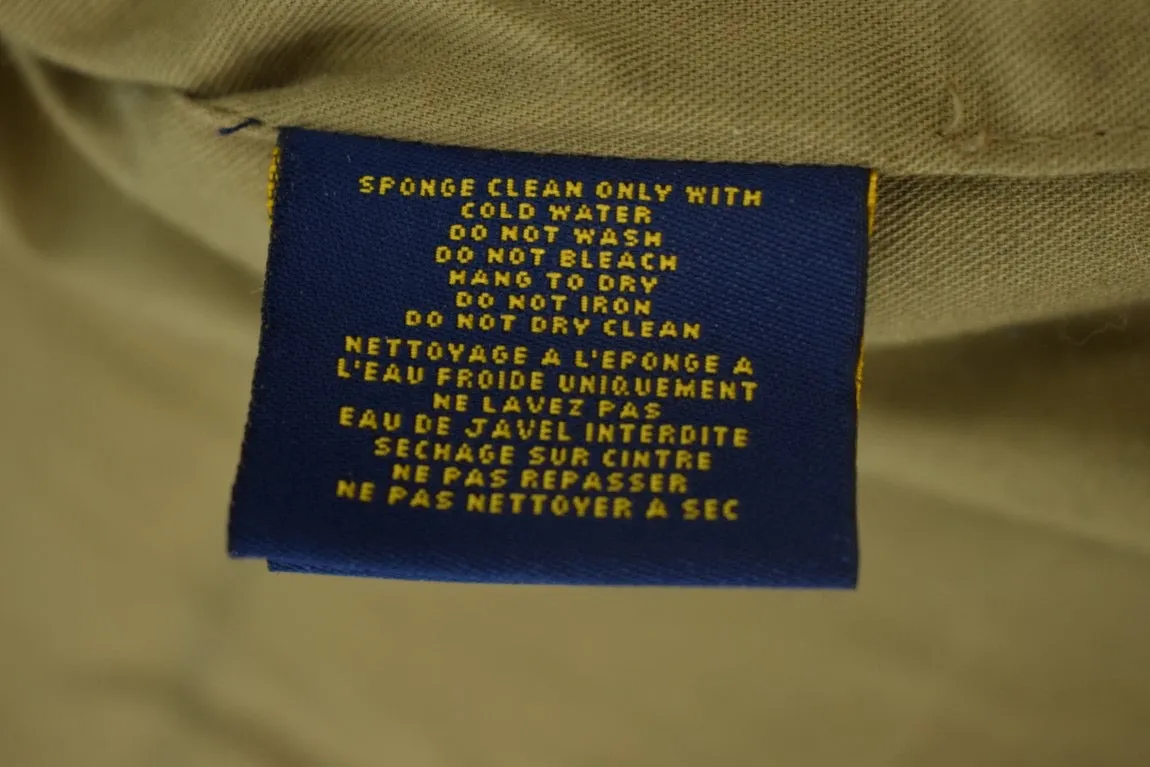 SPONGE CLEAN ONLY WITH
COLD WATER
DO NOT WASH
DO NOT BLEACH
HANG TO DRY
DO NOT IRON
DO NOT DRY CLEAN
NETTOYAGE A L'EPONGE A
L'EAU FROIDE UNIQUEMENT
NE LAVEZ PAS
EAU DE JAVEL INTERDITE
SECHAGE SUR CINTRE
NE PAS REPASSER
NE PAS NETTOYER A SEC